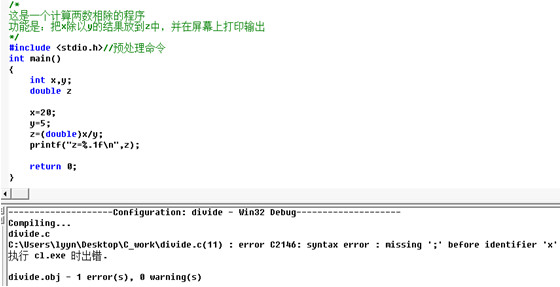 /*
这是一个计算两数相除的程序
功能是：把x除以y的结果放到z中，并在屏幕上打印输出
*/
#include <stdio.h>//预处理命令
int main()
{
    int x,y;
    double z

    x=20;
    y=5;
    z=(double)x/y;
    printf("z=%.1f\n",z);

    return 0;
}
--------------------Configuration: divide - Win32 Debug--------------------
Compiling...
divide.c
C:\Users\lyyn\Desktop\C_work\divide.c(11) : error C2146: syntax error : missing ';' before identifier 'x'
执行 cl.exe 时出错.

divide.obj - 1 error(s), 0 warning(s)